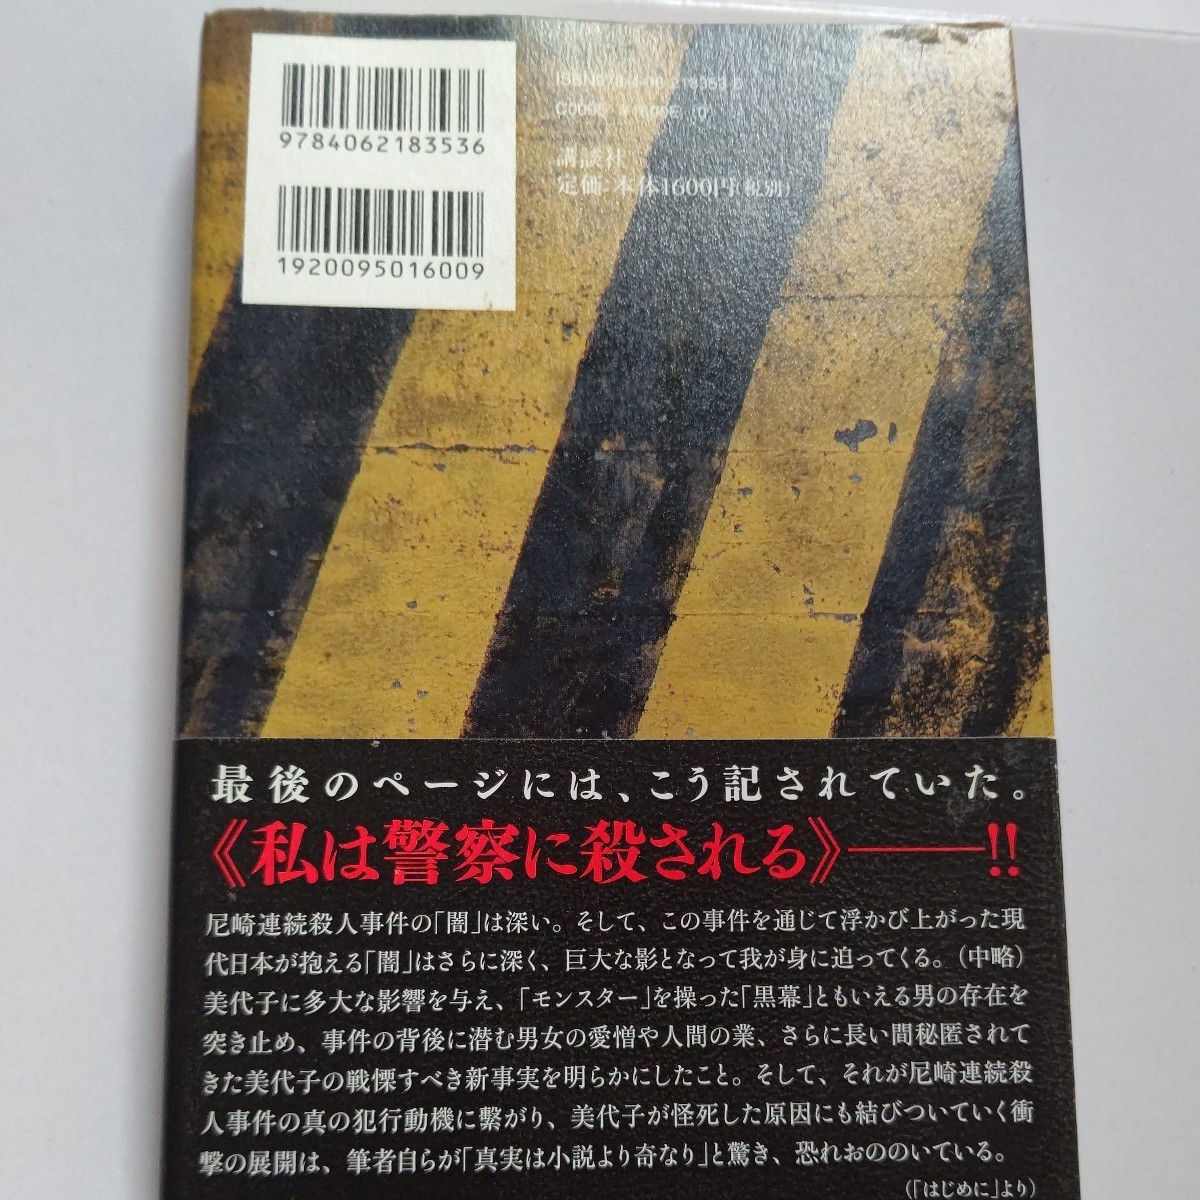 9784062183536
1920095016009
講談社
定価:本体1600円(税別)
最後のページには、こう記されていた。
《私は警察に殺される》――!!
尼崎連続殺人事件の「闇」は深い。そして、この事件を通じて浮かび上がった現
代日本が抱える「闇」はさらに深く、巨大な影となって我が身に迫ってくる。(中略)
美代子に多大な影響を与え、「モンスター」を操った「黒幕」ともいえる男の存在を
突き止め、事件の背後に潜む男女の愛憎や人間の業、さらに長い間秘匿されて
きた美代子の戦慄すべき新事実を明らかにしたこと。そして、それが尼崎連続殺
人事件の真の犯行動機に繫がり、美代子が怪死した原因にも結びついていく衝
撃の展開は、筆者自らが「真実は小説より奇なり」と驚き、恐れおののいている。
(「はじめに」より)